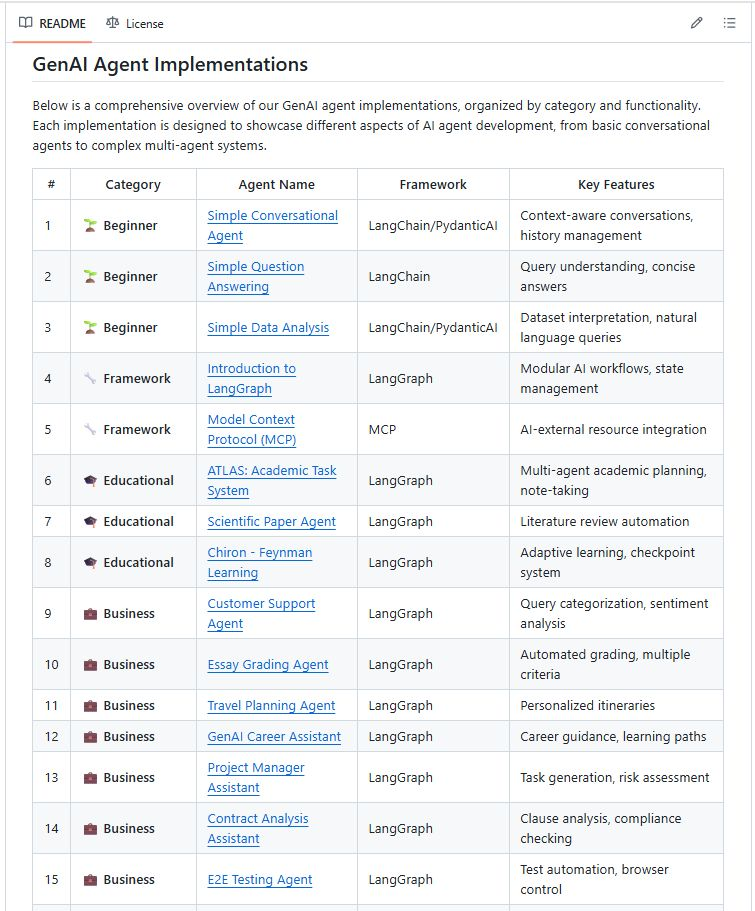 README License
GenAI Agent Implementations
Below is a comprehensive overview of our GenAI agent implementations, organized by category and functionality.
Each implementation is designed to showcase different aspects of AI agent development, from basic conversational
agents to complex multi-agent systems.
# Category Agent Name Framework Key Features
1 Beginner Simple Conversational Agent LangChain/PydanticAI Context-aware conversations, history management
2 Beginner Simple Question Answering LangChain Query understanding, concise answers
3 Beginner Simple Data Analysis LangChain/PydanticAI Dataset interpretation, natural language queries
4 Framework Introduction to LangGraph LangGraph Modular AI workflows, state management
5 Framework Model Context Protocol (MCP) MCP AI-external resource integration
6 Educational ATLAS: Academic Task System LangGraph Multi-agent academic planning, note-taking
7 Educational Scientific Paper Agent LangGraph Literature review automation
8 Educational Chiron - Feynman Learning LangGraph Adaptive learning, checkpoint system
9 Business Customer Support Agent LangGraph Query categorization, sentiment analysis
10 Business Essay Grading Agent LangGraph Automated grading, multiple criteria
11 Business Travel Planning Agent LangGraph Personalized itineraries
12 Business GenAI Career Assistant LangGraph Career guidance, learning paths
13 Business Project Manager Assistant LangGraph Task generation, risk assessment
14 Business Contract Analysis Assistant LangGraph Clause analysis, compliance checking
15 Business E2E Testing Agent LangGraph Test automation, browser control